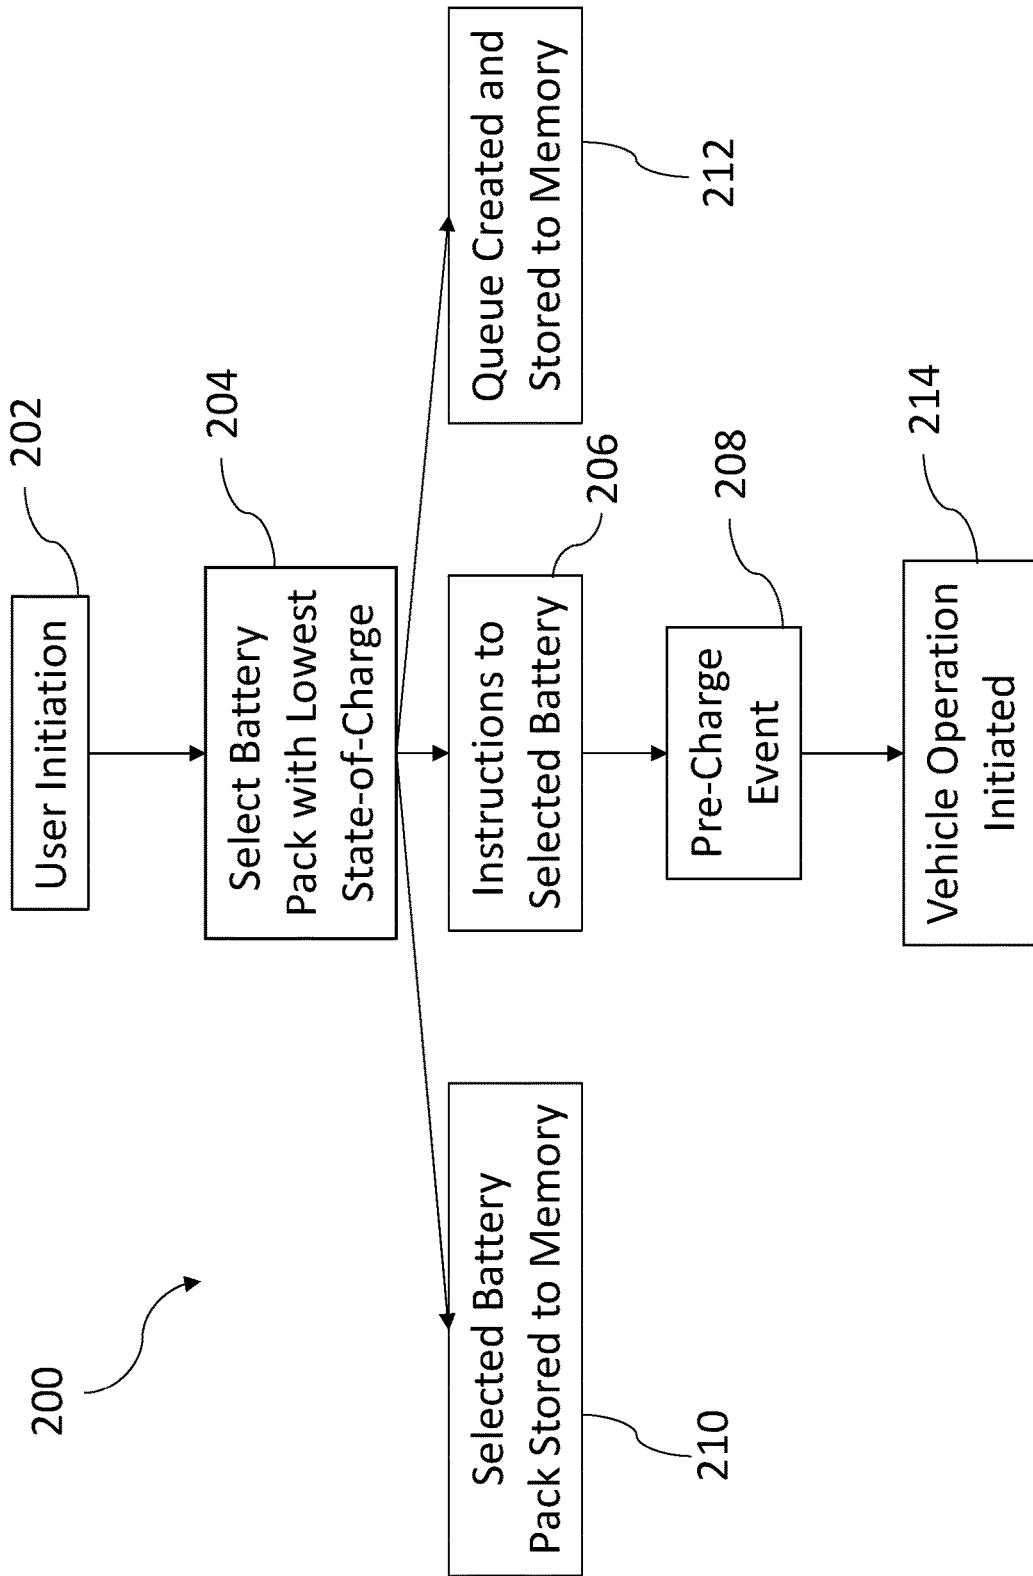 200
User Initiation
202
Select Battery
Pack with Lowest
State-of-Charge
204
Selected Battery
Pack Stored to Memory
210
Instructions to
Selected Battery
206
Queue Created and
Stored to Memory
212
Pre-Charge
Event
208
Vehicle Operation
Initiated
214